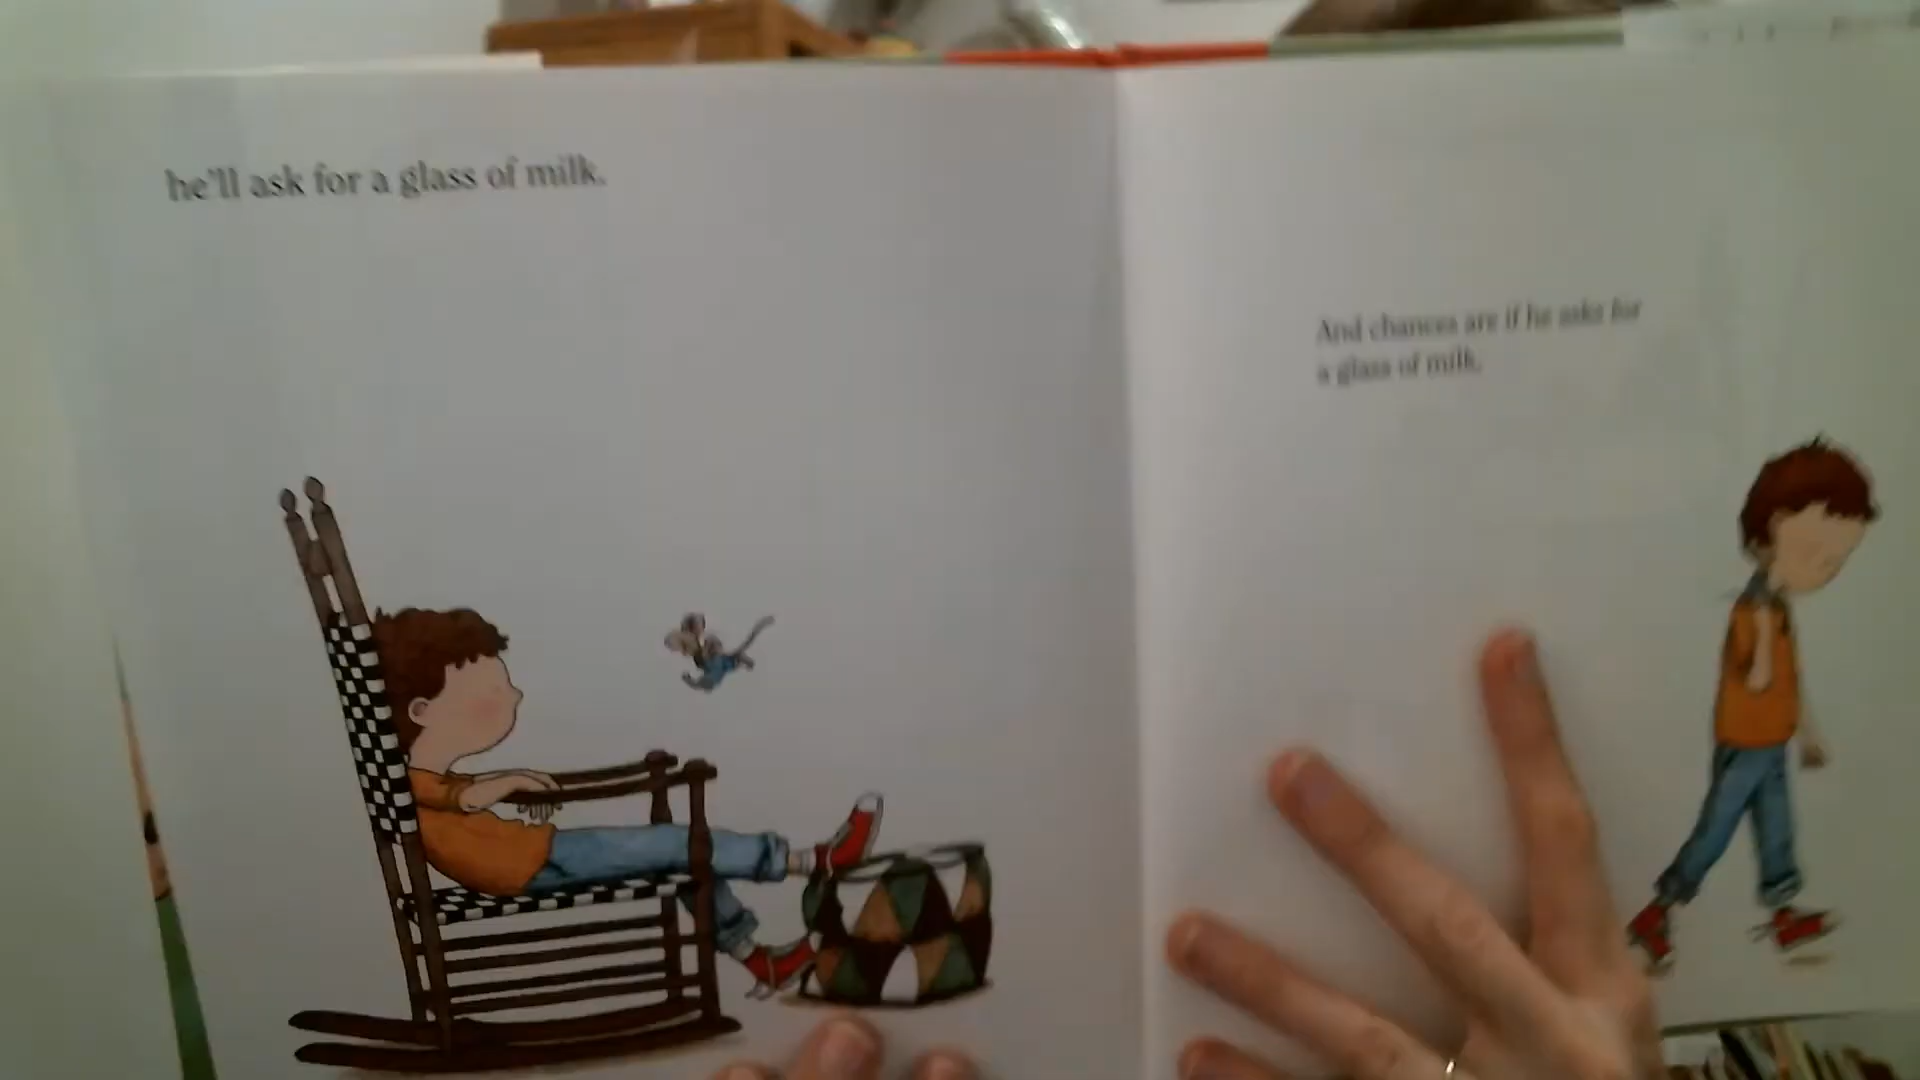 he'll ask for a glass of milk.
And chances are if he asks for
a glass of milk,